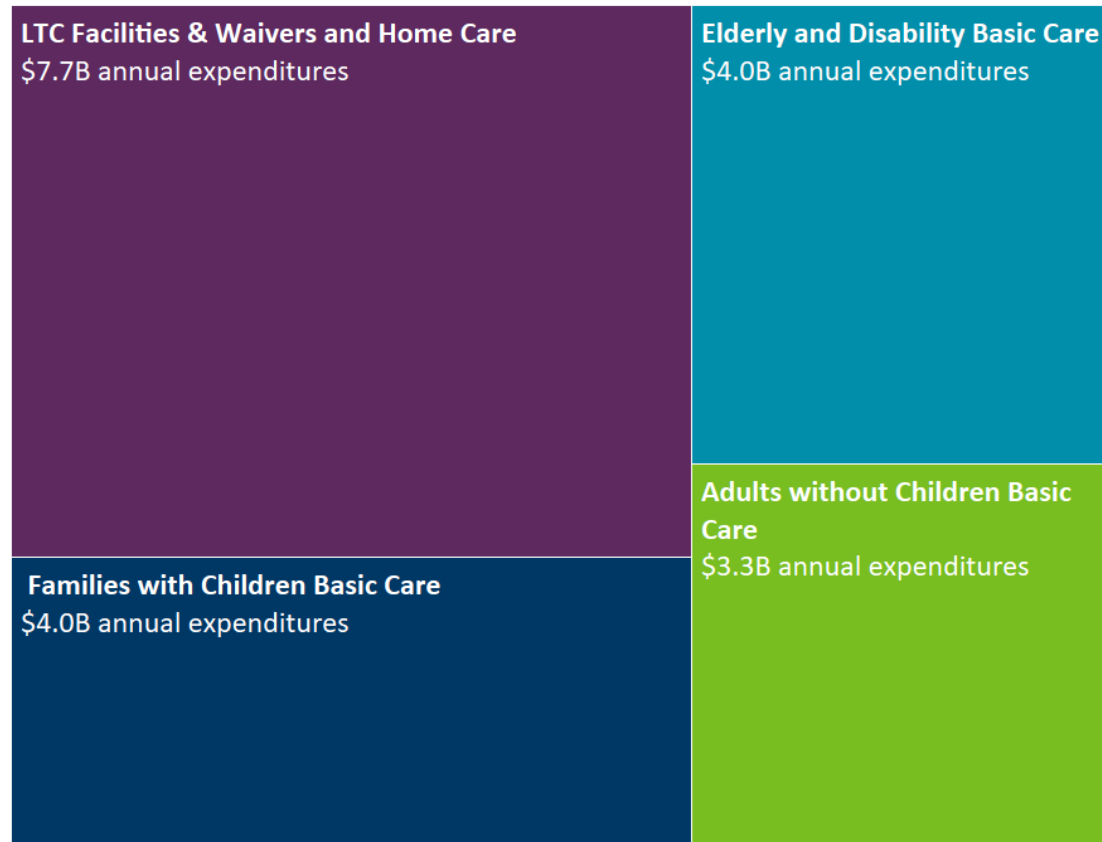 LTC Facilities & Waivers and Home Care
$7.7B annual expenditures
Elderly and Disability Basic Care
$4.0B annual expenditures
Families with Children Basic Care
$4.0B annual expenditures
Adults without Children Basic
Care
$3.3B annual expenditures